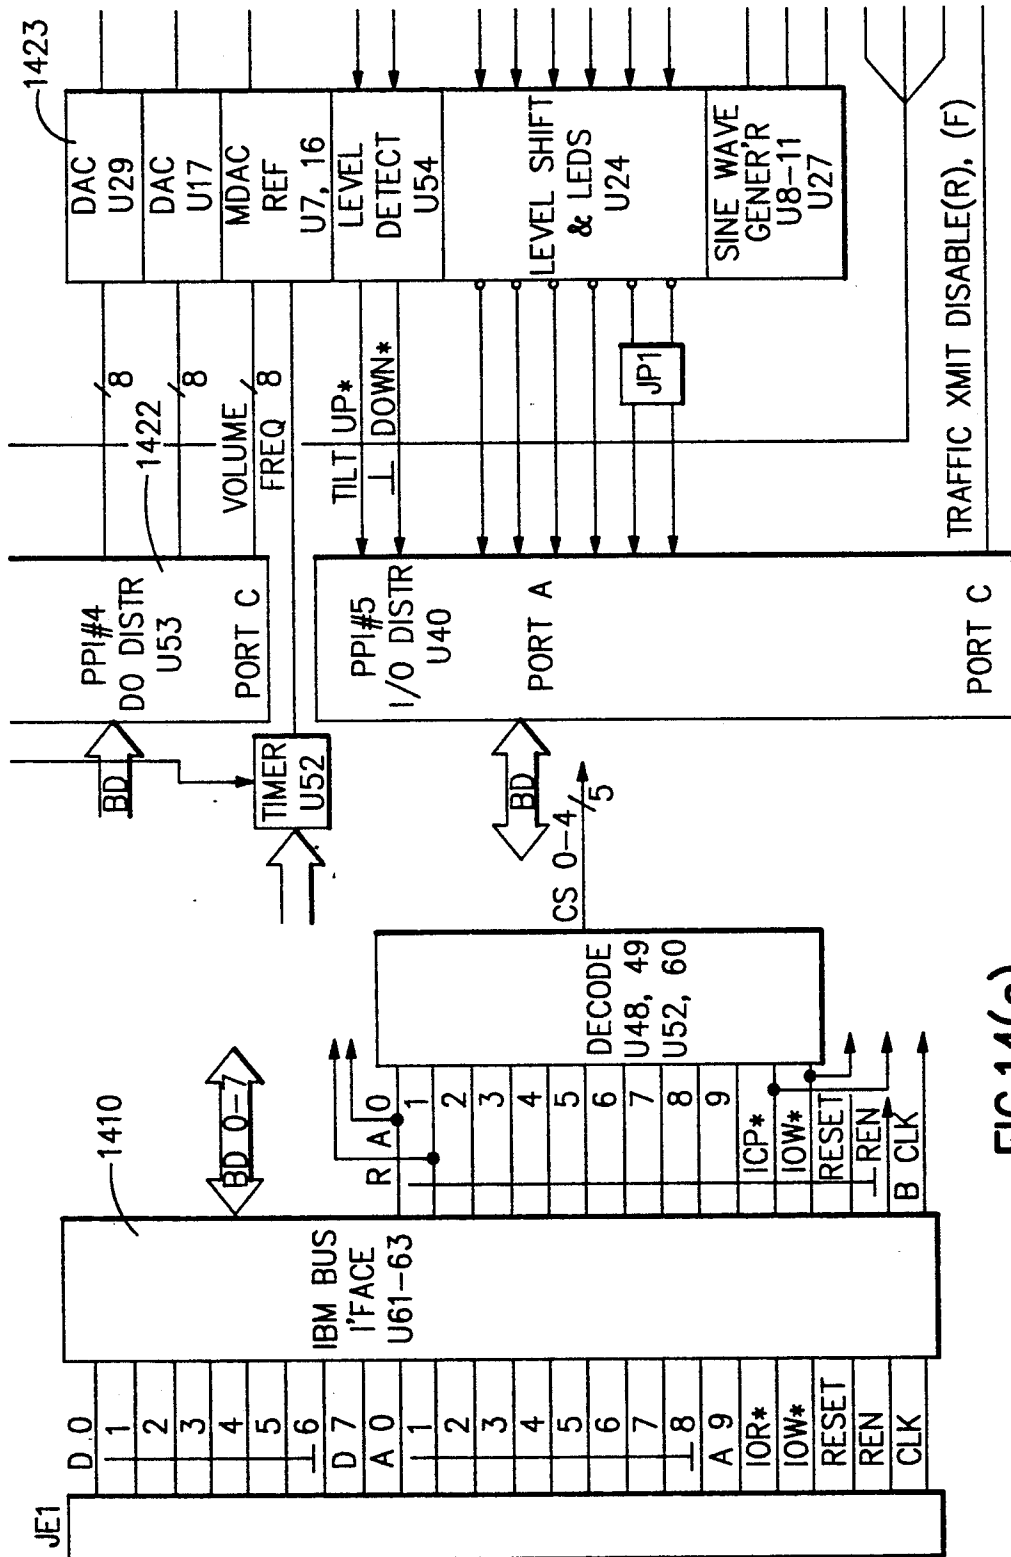 JE1
D 0
1
2
3
4
5
6
D 7
A 0
1
2
3
4
5
6
7
8
A 9
IOR*
IOW*
RESET
REN
CLK
1410
IBM BUS
I'FACE
U61-63
BD 0-7
R A 0
1
2
3
4
5
6
7
8
9
ICP*
IOW*
RESET
REN
B CLK
DECODE
U48, 49
U52, 60
CS 0-4
5
BD
TIMER
U52
BD
PPI#4
DO DISTR
U53
PORT C
PPI#5
I/O DISTR
U40
PORT A
PORT C
1422
8
8
VOLUME
8
FREQ
TILT UP*
DOWN*
JP1
TRAFFIC XMIT DISABLE(R), (F)
1423
DAC
U29
DAC
U17
MDAC
REF
U7, 16
LEVEL
DETECT
U54
LEVEL SHIFT
& LEDS
U24
SINE WAVE
GENER'R
U8-11
U27